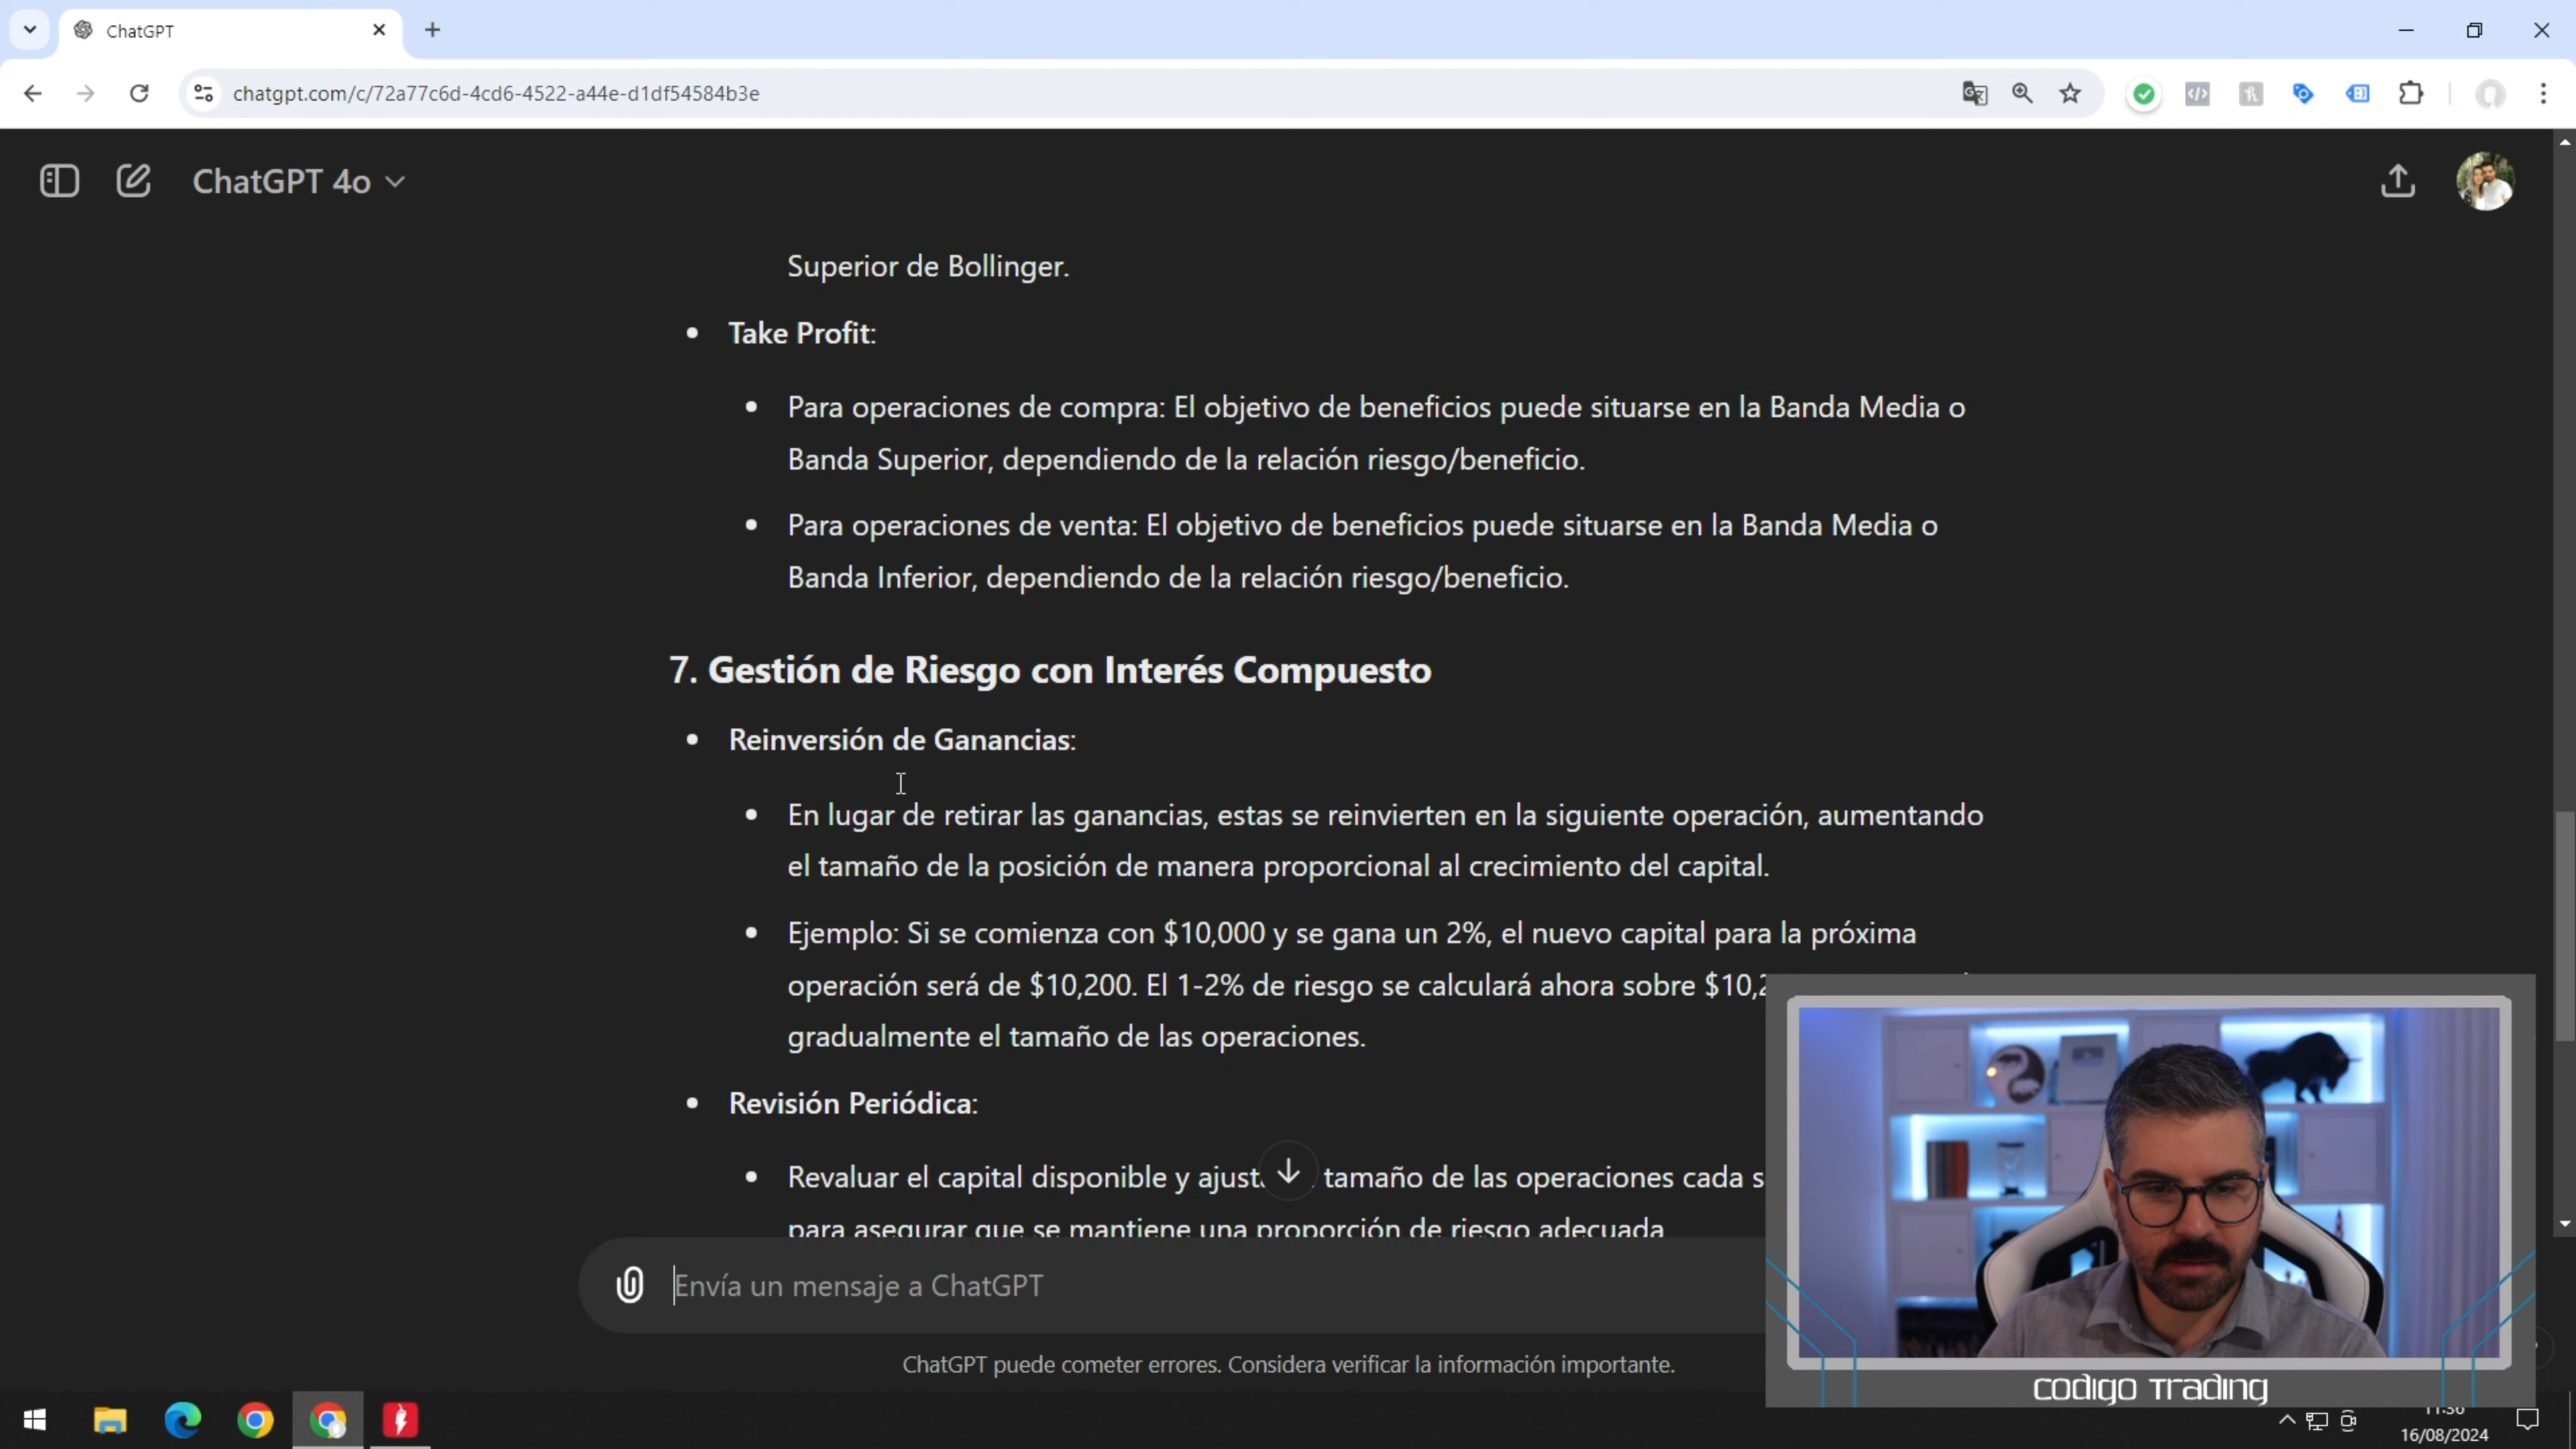 ChatGPT
chatgpt.com/c/72a77c6d-4cd6-4522-a44e-d1df54584b3e
ChatGPT 4o
Superior de Bollinger.
Take Profit:
Para operaciones de compra: El objetivo de beneficios puede situarse en la Banda Media o
Banda Superior, dependiendo de la relación riesgo/beneficio.
Para operaciones de venta: El objetivo de beneficios puede situarse en la Banda Media o
Banda Inferior, dependiendo de la relación riesgo/beneficio.
7. Gestión de Riesgo con Interés Compuesto
Reinversión de Ganancias:
En lugar de retirar las ganancias, estas se reinvierten en la siguiente operación, aumentando
el tamaño de la posición de manera proporcional al crecimiento del capital.
Ejemplo: Si se comienza con $10,000 y se gana un 2%, el nuevo capital para la próxima
operación será de $10,200. El 1-2% de riesgo se calculará ahora sobre
gradualmente el tamaño de las operaciones.
Revisión Periódica:
Revaluar el capital disponible y tamaño de las operaciones cada
para asegurar que se mantiene una proporción de riesgo adecuada
Envía un mensaje a ChatGPT
ChatGPT puede cometer errores. Considera verificar la información importante.
codigo Trading
11:36
16/08/2024